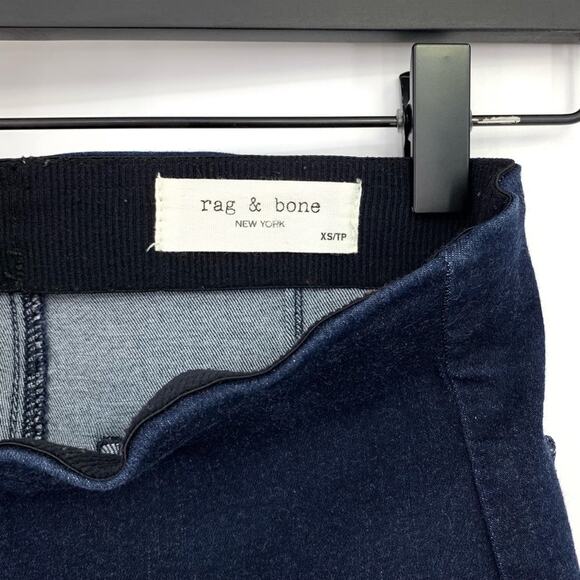 rag & bone
NEW YORK
XS/TP